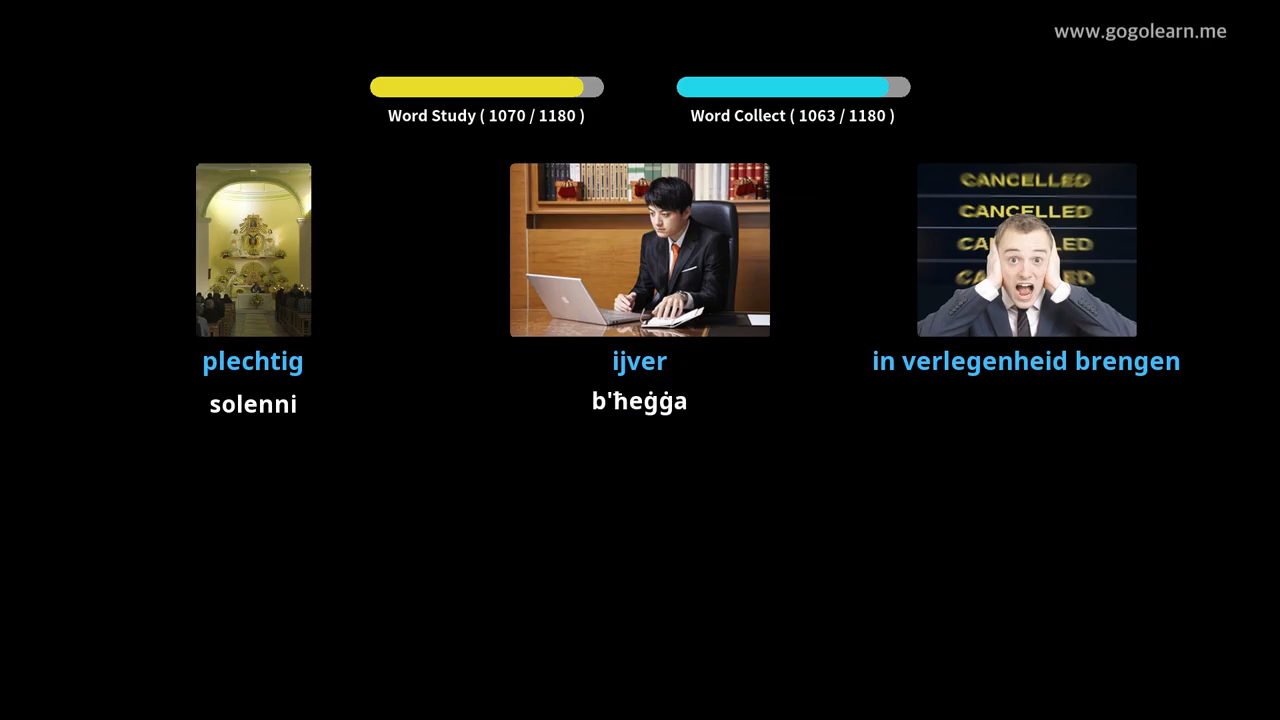 www.gogolearn.me
Word Study ( 1070 / 1180 )
Word Collect ( 1063 / 1180 )
CANCELLED
CANCELLED
plechtig
ijver
in verlegenheid brengen
solenni
b'ħeġġa